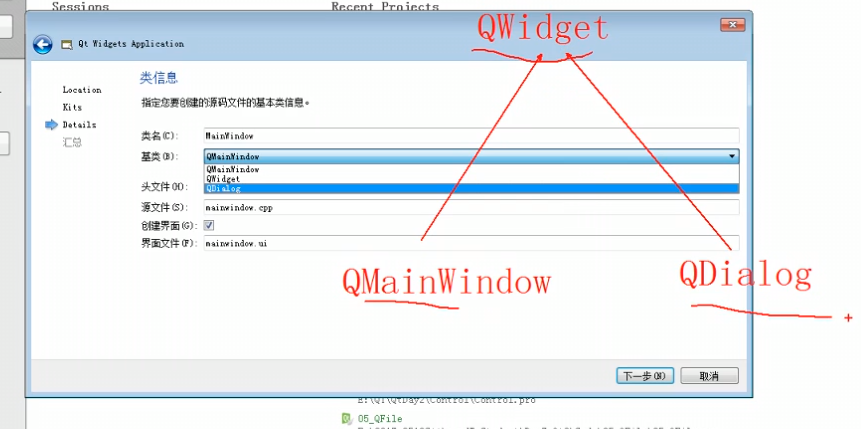 Sessions
Recent Projects
Qt Widgets Application
QWidget
Location
Kits
Details
汇总
类信息
指定您要创建的源码文件的基本类信息。
类名(C): MainWindow
基类(B): QMainWindow
QMainWindow
QWidget
头文件(H): QDialog
源文件(S): mainwindow.cpp
创建界面(G):
界面文件(F): mainwindow.ui
QMainWindow
QDialog
下一步(N)
取消
E:\QT\QtDay2\Control\Control.pro
05_QFile